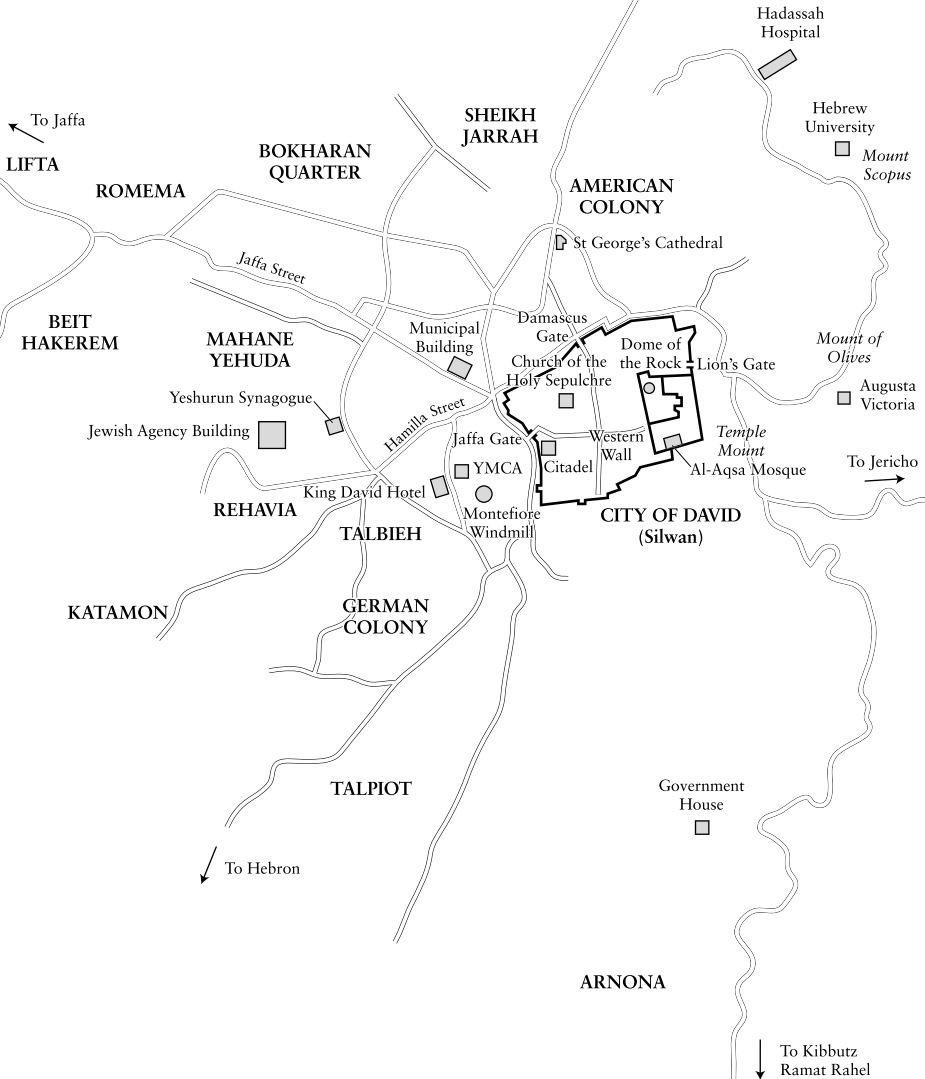 Hadassah
Hospital
To Jaffa
Hebrew
University
SHEIKH
JARRAH
BOKHARAN
QUARTER
LIFTA
Mount
Scopus
ROMEMA
AMERICAN
COLONY
St George’s Cathedral
Jaffa Street
BEIT
HAKEREM
MAHANE
YEHUDA
Municipal
Building
Damascus
Gate
Dome of
the Rock
Church of the
Holy Sepulchre
Lion’s Gate
Mount of
Olives
Augusta
Victoria
Yeshurun Synagogue
Jewish Agency Building
Hamilla Street
Jaffa Gate
Western
Wall
Temple
Mount
Citadel
YMCA
Al-Aqsa Mosque
To Jericho
King David Hotel
Montefiore
Windmill
REHAVIA
TALBIEH
CITY OF DAVID
(Silwan)
KATAMON
GERMAN
COLONY
TALPIOT
Government
House
To Hebron
ARNONA
To Kibbutz
Ramat Rahel